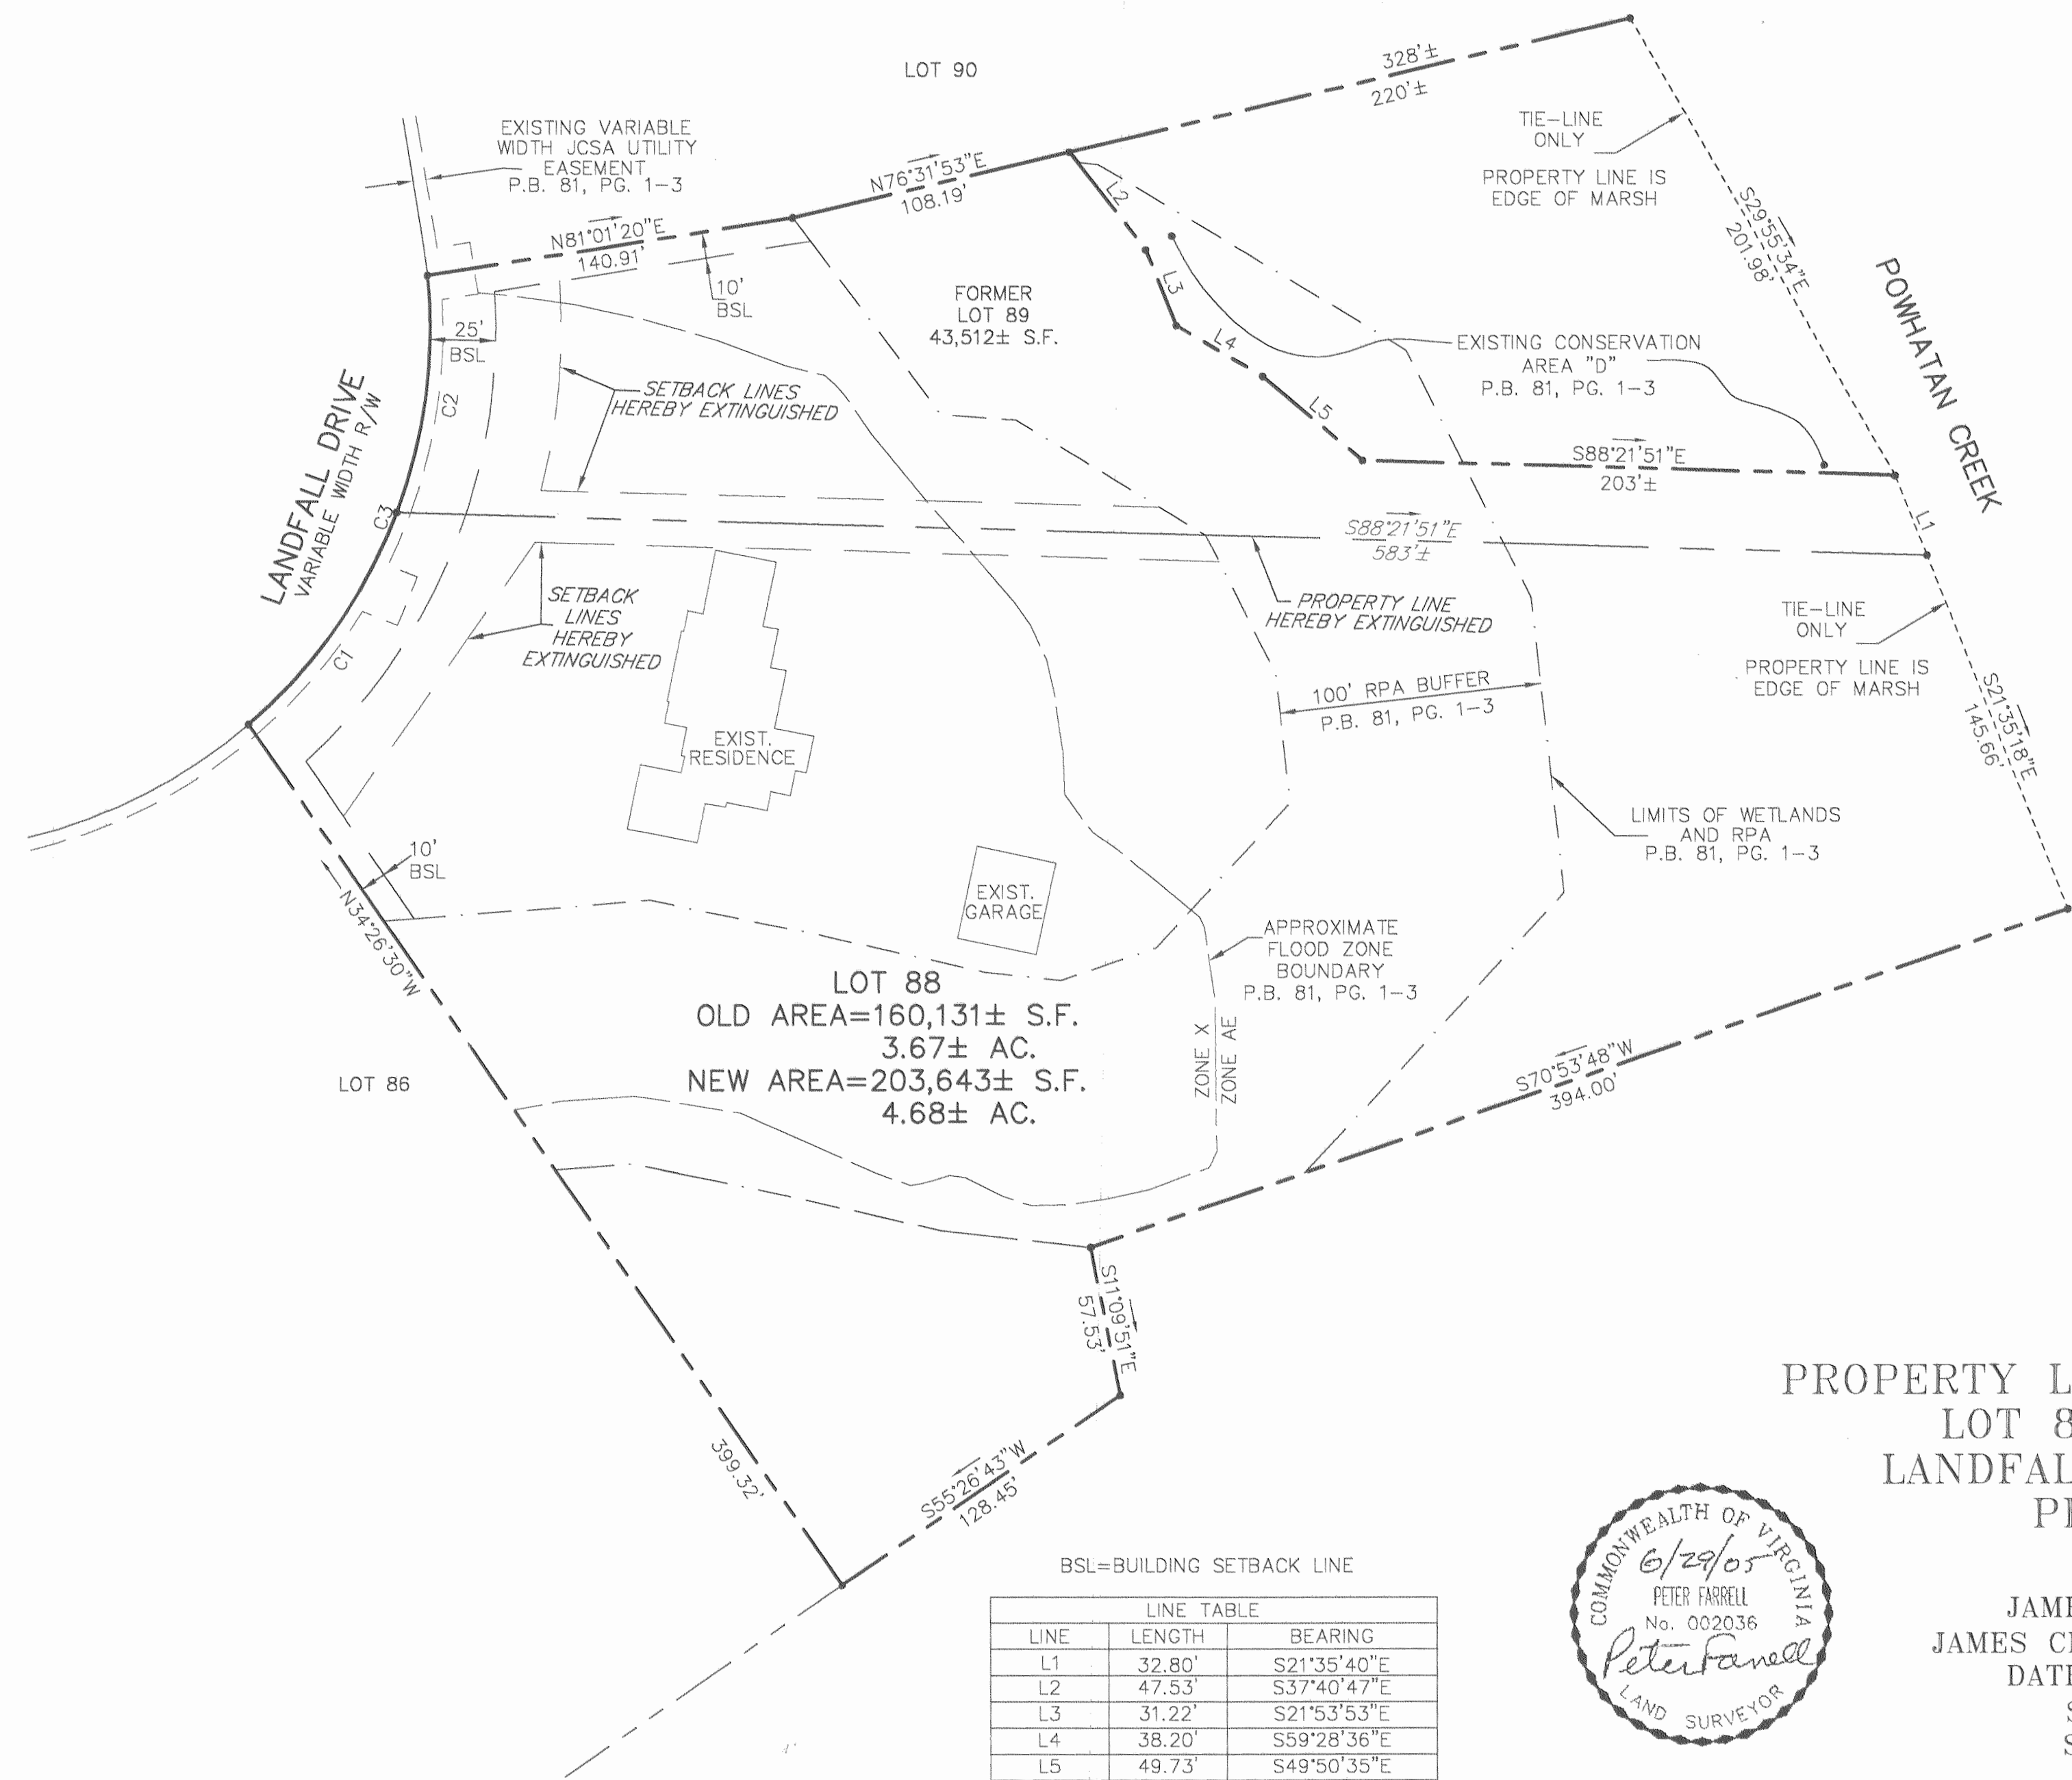 LOT 90
328'±
220'±
EXISTING VARIABLE
WIDTH JCSA UTILITY
EASEMENT
P.B. 81, PG. 1-3
TIE-LINE
ONLY
PROPERTY LINE IS
EDGE OF MARSH
N76°31'53"E
108.19'
L2
N81°01'20"E
140.91'
S29°55'34"E
201.98'
POWHATAN CREEK
10'
BSL
L3
FORMER
LOT 89
43,512± S.F.
25'
BSL
L4
EXISTING CONSERVATION
AREA "D"
P.B. 81, PG. 1-3
L5
SETBACK LINES
HEREBY EXTINGUISHED
C2
LANDFALL DRIVE
VARIABLE WIDTH R/W
C3
S88°21'51"E
203'±
L1
S88°21'51"E
583'±
SETBACK
LINES
HEREBY
EXTINGUISHED
C1
PROPERTY LINE
HEREBY EXTINGUISHED
TIE-LINE
ONLY
PROPERTY LINE IS
EDGE OF MARSH
100' RPA BUFFER
P.B. 81, PG. 1-3
S21°35'18"E
145.66'
EXIST.
RESIDENCE
LIMITS OF WETLANDS
AND RPA
P.B. 81, PG. 1-3
10'
BSL
N34°26'30"W
EXIST.
GARAGE
APPROXIMATE
FLOOD ZONE
BOUNDARY
P.B. 81, PG. 1-3
LOT 88
OLD AREA=160,131± S.F.
3.67± AC.
NEW AREA=203,643± S.F.
4.68± AC.
ZONE X
ZONE AE
LOT 86
S70°53'48"W
394.00'
S11°09'51"E
57.53'
399.32'
S55°26'43"W
128.45'
PROPERTY L
LOT 8
LANDFAL
BSL=BUILDING SETBACK LINE
LINE TABLE
LINE LENGTH BEARING
L1 32.80' S21°35'40"E
L2 47.53' S37°40'47"E
L3 31.22' S21°53'53"E
L4 38.20' S59°28'36"E
L5 49.73' S49°50'35"E
COMMONWEALTH OF VIRGINIA
6/29/05
PETER FARRELL
No. 002036
Peter Farrell
LAND SURVEYOR
JAME
JAMES CI
DATE
S
S